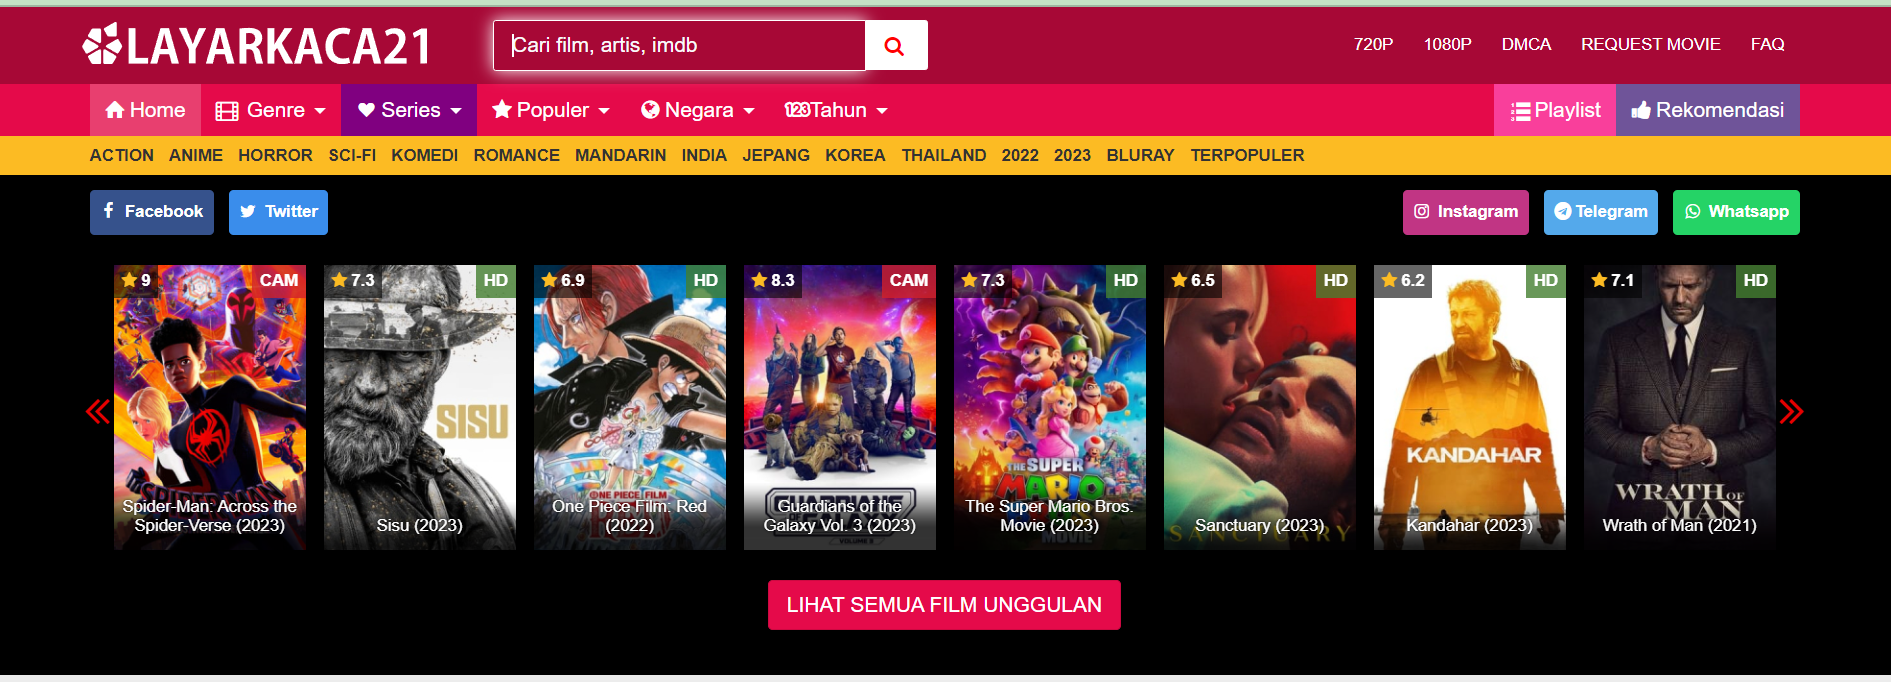 LAYARKACA21
Cari film, artis, imdb
720P 1080P DMCA REQUEST MOVIE FAQ
Home Genre Series Populer Negara 123Tahun Playlist Rekomendasi
ACTION ANIME HORROR SCI-FI KOMEDI ROMANCE MANDARIN INDIA JEPANG KOREA THAILAND 2022 2023 BLURAY TERPOPULER
Facebook Twitter Instagram Telegram Whatsapp
9 CAM
Spider-Man: Across the
Spider-Verse (2023)
7.3 HD
SISU
Sisu (2023)
6.9 HD
ONE PIECE FILM
RED
One Piece Film: Red
(2022)
8.3 CAM
GUARDIANS
VOLUME 3
Guardians of the
Galaxy Vol. 3 (2023)
7.3 HD
THE SUPER
MARIO
MOVIE
The Super Mario Bros.
Movie (2023)
6.5 HD
SANCTUARY
Sanctuary (2023)
6.2 HD
KANDAHAR
Kandahar (2023)
7.1 HD
WRATH OF
MAN
Wrath of Man (2021)
LIHAT SEMUA FILM UNGGULAN